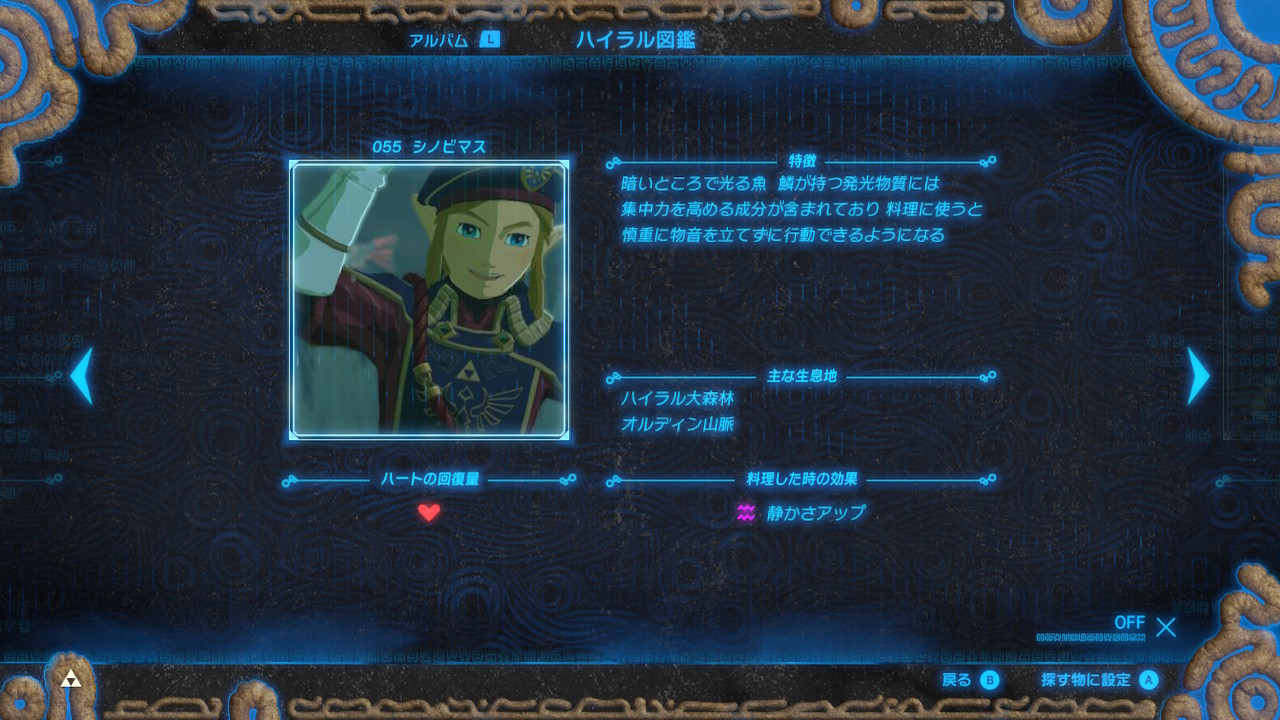 アルバム L
ハイラル図鑑
055 シノビマス
特徴
暗いところで光る魚 鱗が持つ発光物質には
集中力を高める成分が含まれており 料理に使うと
慎重に物音を立てずに行動できるようになる
主な生息地
ハイラル大森林
オルディン山脈
ハートの回復量
料理した時の効果
静かさアップ
OFF
戻る B
探す物に設定 A